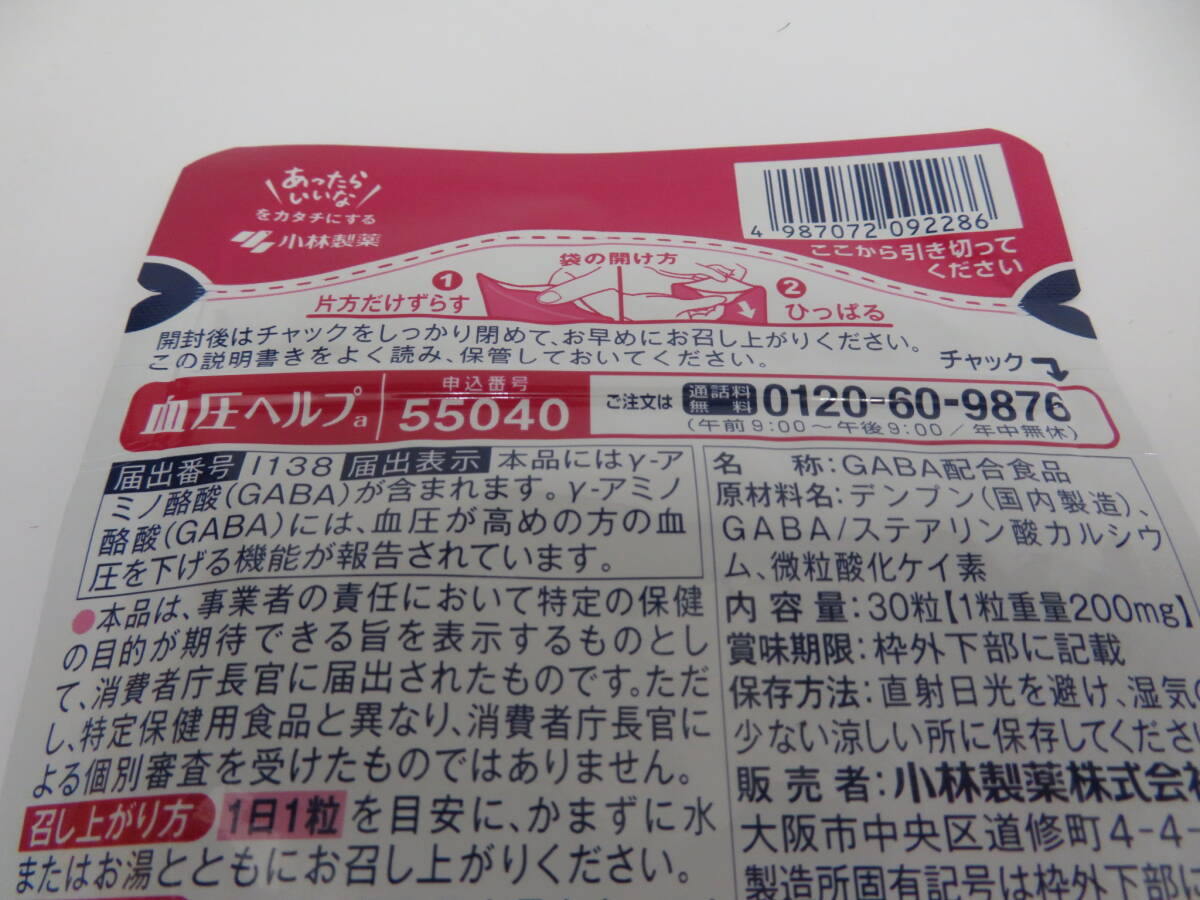 あったら
いいな
をカタチにする
小林製薬
4 987072 092286
ここから引き切って
ください
袋の開け方
1
片方だけずらす
2
ひっぱる
開封後はチャックをしっかり閉めて、お早めにお召し上がりください。
この説明書きをよく読み、保管しておいてください。
チャック
血圧ヘルプa
申込番号
55040
ご注文は
通話料
無料
0120-60-9876
(午前9:00～午後9:00/年中無休)
届出番号 I138 届出表示 本品にはγ-ア
ミノ酪酸(GABA)が含まれます。γ-アミノ
酪酸(GABA)には、血圧が高めの方の血
圧を下げる機能が報告されています。
●本品は、事業者の責任において特定の保健
の目的が期待できる旨を表示するものとし
て、消費者庁長官に届出されたものです。ただ
し、特定保健用食品と異なり、消費者庁長官に
よる個別審査を受けたものではありません。
召し上がり方 1日1粒を目安に、かまずに水
またはお湯とともにお召し上がりください。
名 称:GABA配合食品
原材料名:デンプン(国内製造)、
GABA/ステアリン酸カルシウ
ム、微粒酸化ケイ素
内容量:30粒【1粒重量200mg】
賞味期限:枠外下部に記載
保存方法:直射日光を避け、湿気の
少ない涼しい所に保存してくださ
販売者:小林製薬株式会
大阪市中央区道修町4-4-
製造所固有記号は枠外下部に